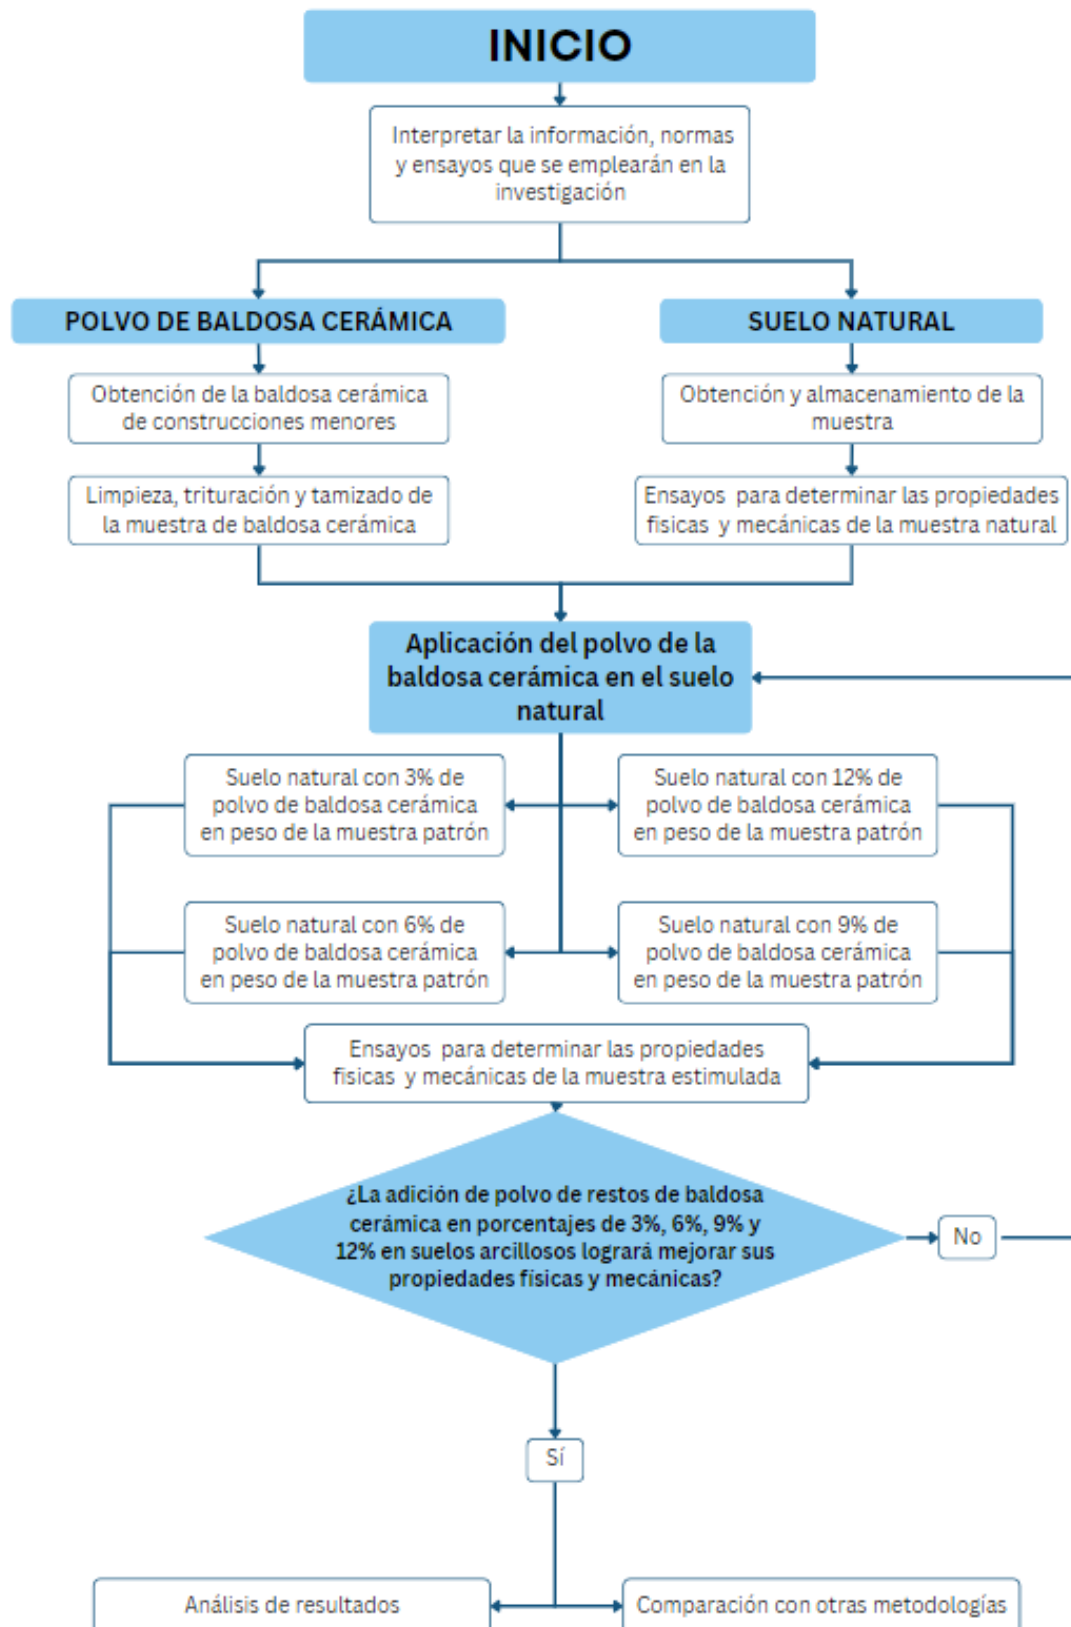 INICIO
Interpretar la información, normas
y ensayos que se emplearán en la
investigación
POLVO DE BALDOSA CERÁMICA
SUELO NATURAL
Obtención de la baldosa cerámica
de construcciones menores
Obtención y almacenamiento de la
muestra
Limpieza, trituración y tamizado de
la muestra de baldosa cerámica
Ensayos para determinar las propiedades
fisicas y mecánicas de la muestra natural
Aplicación del polvo de la
baldosa cerámica en el suelo
natural
Suelo natural con 3% de
polvo de baldosa cerámica
en peso de la muestra patrón
Suelo natural con 12% de
polvo de baldosa cerámica
en peso de la muestra patrón
Suelo natural con 6% de
polvo de baldosa cerámica
en peso de la muestra patrón
Suelo natural con 9% de
polvo de baldosa cerámica
en peso de la muestra patrón
Ensayos para determinar las propiedades
fisicas y mecánicas de la muestra estimulada
¿La adición de polvo de restos de baldosa
cerámica en porcentajes de 3%, 6%, 9% y
12% en suelos arcillosos logrará mejorar sus
propiedades físicas y mecánicas?
No
Sí
Análisis de resultados
Comparación con otras metodologías